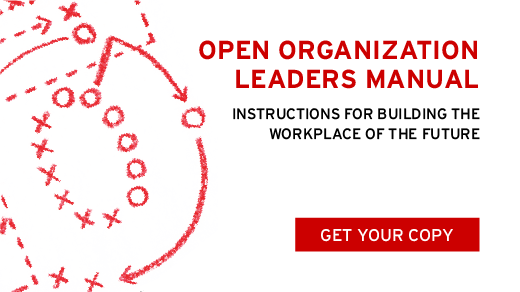 OPEN ORGANIZATION
LEADERS MANUAL
INSTRUCTIONS FOR BUILDING THE
WORKPLACE OF THE FUTURE
GET YOUR COPY